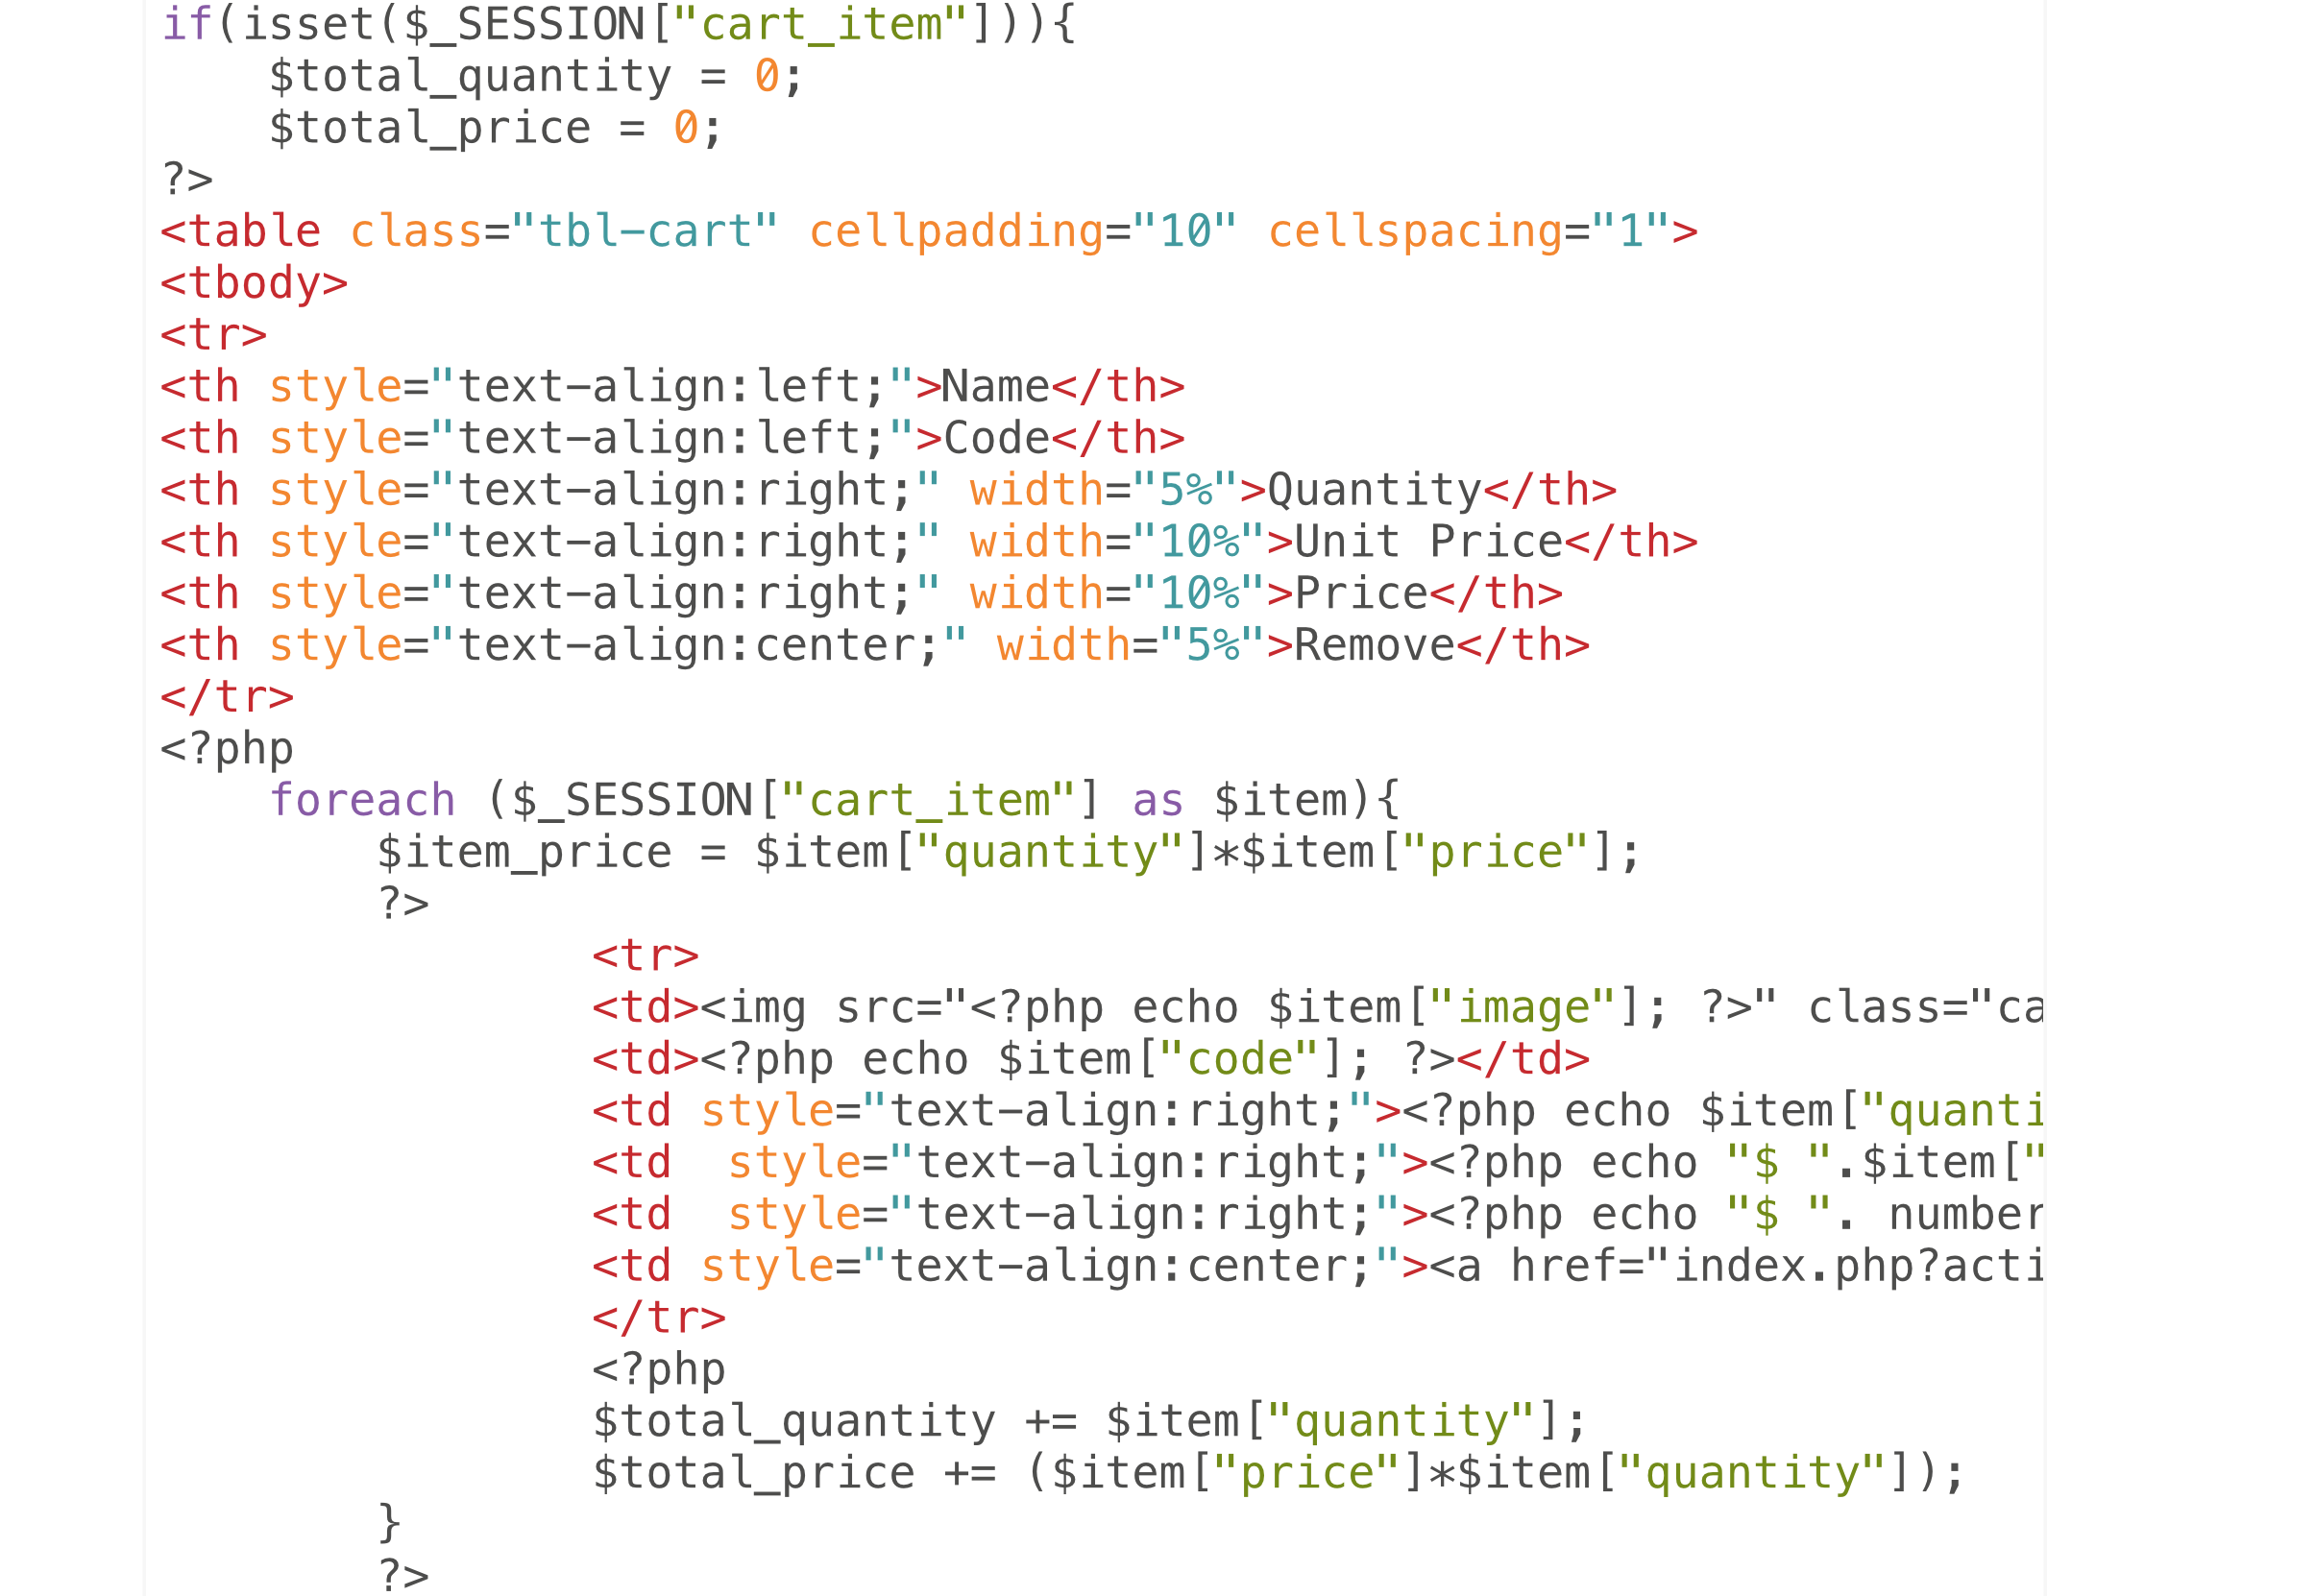 if(isset($_SESSION["cart_item"])){
    $total_quantity = 0;
    $total_price = 0;
?>
<table class="tbl-cart" cellpadding="10" cellspacing="1">
<tbody>
<tr>
<th style="text-align:left;">Name</th>
<th style="text-align:left;">Code</th>
<th style="text-align:right;" width="5%">Quantity</th>
<th style="text-align:right;" width="10%">Unit Price</th>
<th style="text-align:right;" width="10%">Price</th>
<th style="text-align:center;" width="5%">Remove</th>
</tr>
<?php
    foreach ($_SESSION["cart_item"] as $item){
        $item_price = $item["quantity"]*$item["price"];
        ?>
                <tr>
                <td><img src="<?php echo $item["image"]; ?>" class="ca
                <td><?php echo $item["code"]; ?></td>
                <td style="text-align:right;"><?php echo $item["quanti
                <td  style="text-align:right;"><?php echo "$ ".$item["
                <td  style="text-align:right;"><?php echo "$ ". number
                <td style="text-align:center;"><a href="index.php?acti
                </tr>
                <?php
                $total_quantity += $item["quantity"];
                $total_price += ($item["price"]*$item["quantity"]);
        }
        ?>